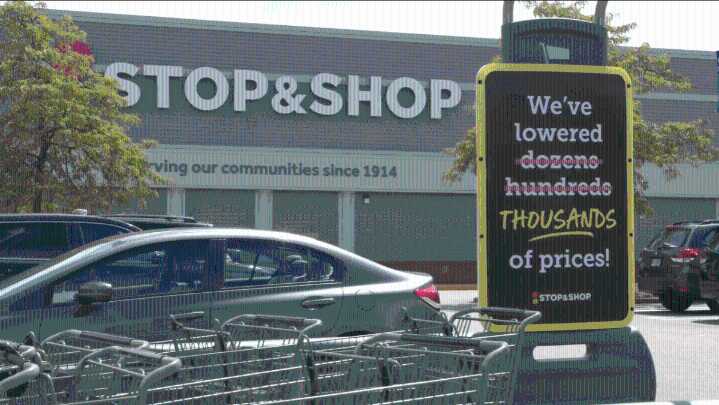 STOP&SHOP
rving our communities since 1914
We've
lowered
dozens
hundreds
THOUSANDS
of prices!
STOP&SHOP